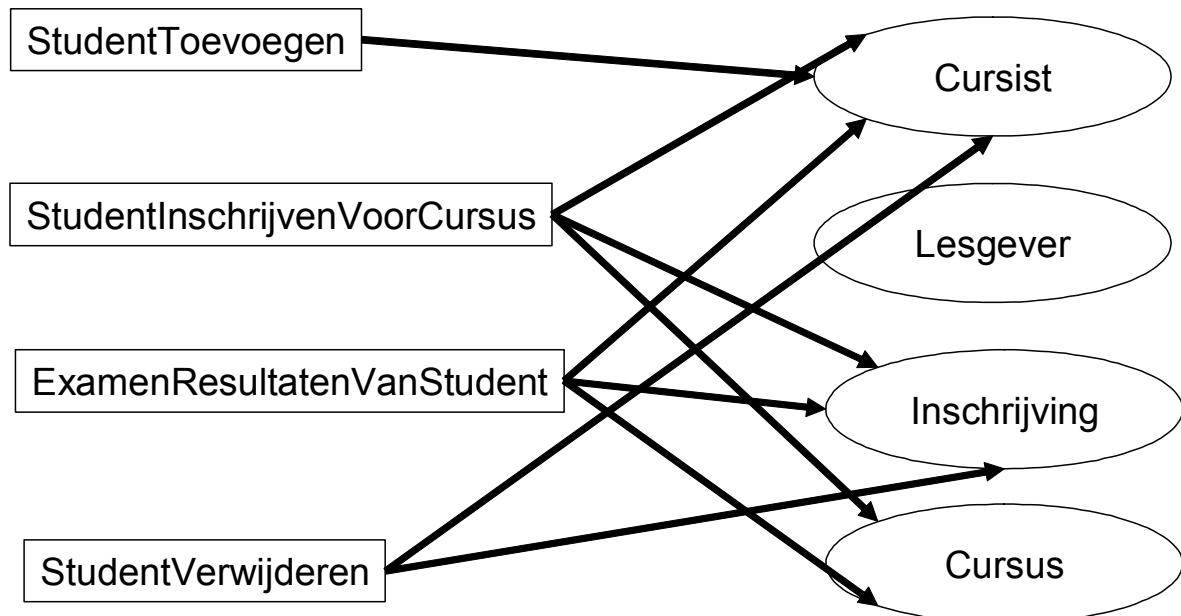 StudentToevoegen
Cursist
StudentInschrijvenVoorCursus
Lesgever
ExamenResultatenVanStudent
Inschrijving
StudentVerwijderen
Cursus